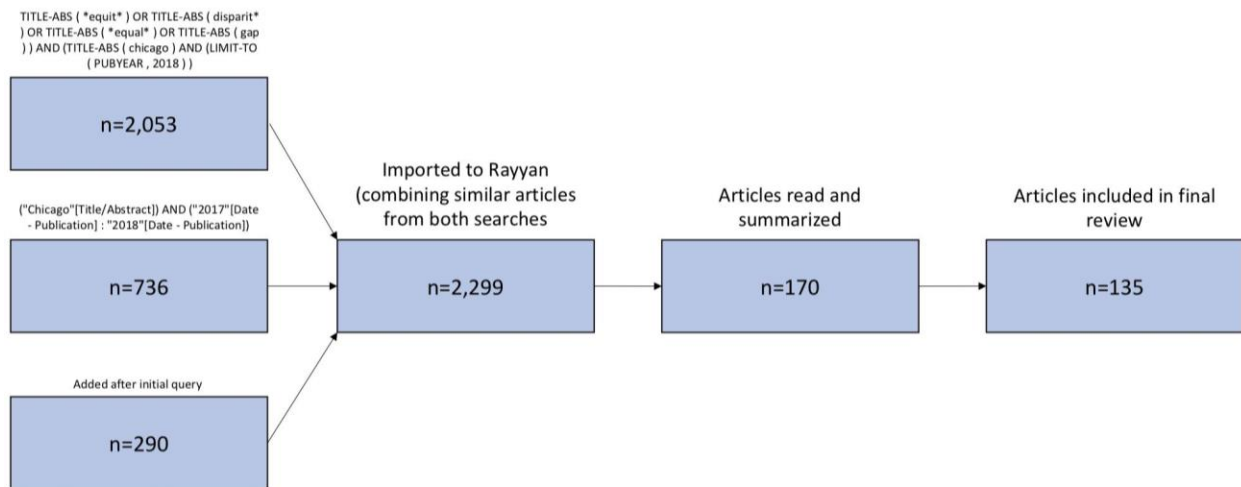 TITLE-ABS ( *equit* ) OR TITLE-ABS ( disparit*
) OR TITLE-ABS ( *equal* ) OR TITLE-ABS ( gap
) ) AND (TITLE-ABS ( chicago ) AND (LIMIT-TO
( PUBYEAR , 2018 ) )
n=2,053
("Chicago"[Title/Abstract]) AND ("2017"[Date
- Publication] : "2018"[Date - Publication])
n=736
Added after initial query
n=290
Imported to Rayyan
(combining similar articles
from both searches
n=2,299
Articles read and
summarized
n=170
Articles included in final
review
n=135